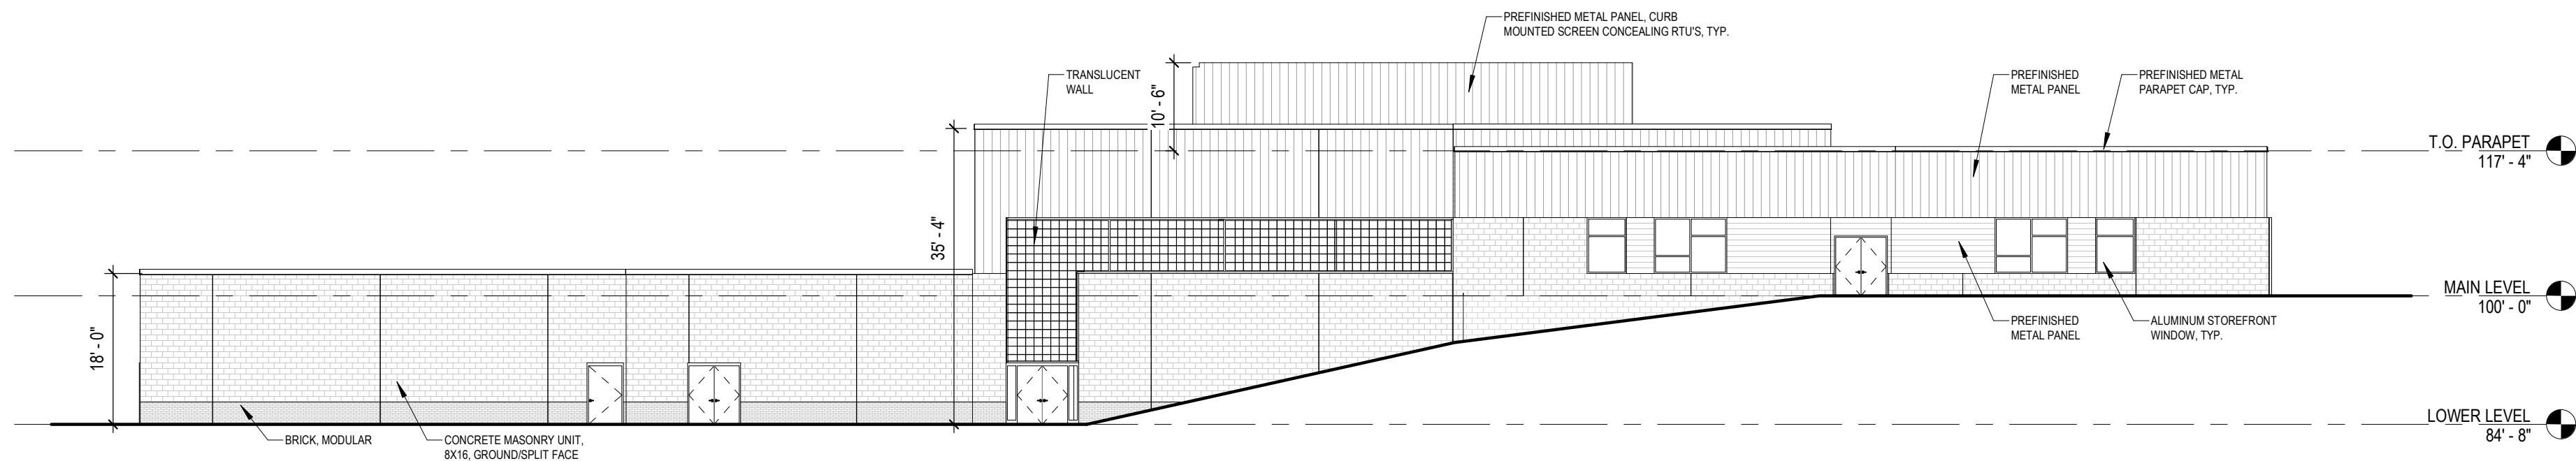 PREFINISHED METAL PANEL, CURB
MOUNTED SCREEN CONCEALING RTU'S, TYP.
TRANSLUCENT
WALL
10' - 6"
PREFINISHED
METAL PANEL
PREFINISHED METAL
PARAPET CAP, TYP.
T.O. PARAPET
117' - 4"
35' - 4"
18' - 0"
MAIN LEVEL
100' - 0"
PREFINISHED
METAL PANEL
ALUMINUM STOREFRONT
WINDOW, TYP.
LOWER LEVEL
84' - 8"
BRICK, MODULAR
CONCRETE MASONRY UNIT,
8X16, GROUND/SPLIT FACE